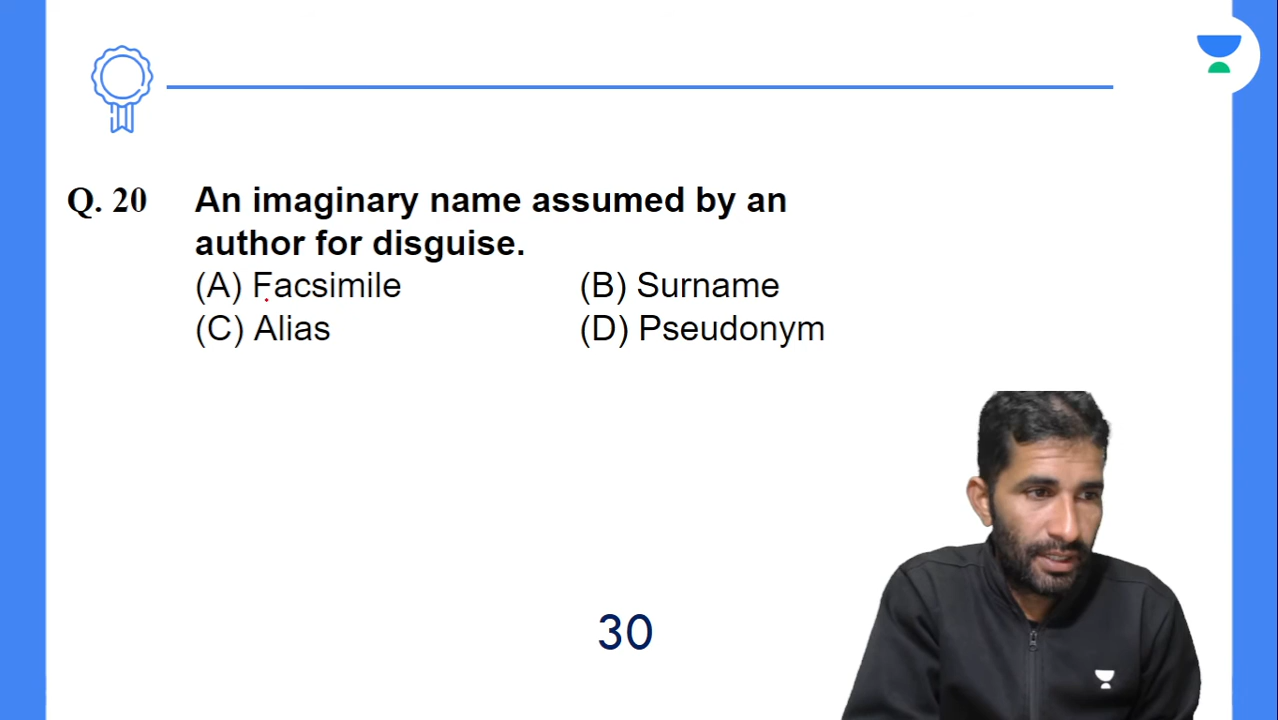 Q. 20 An imaginary name assumed by an
author for disguise.
(A) Facsimile (B) Surname
(C) Alias (D) Pseudonym
30